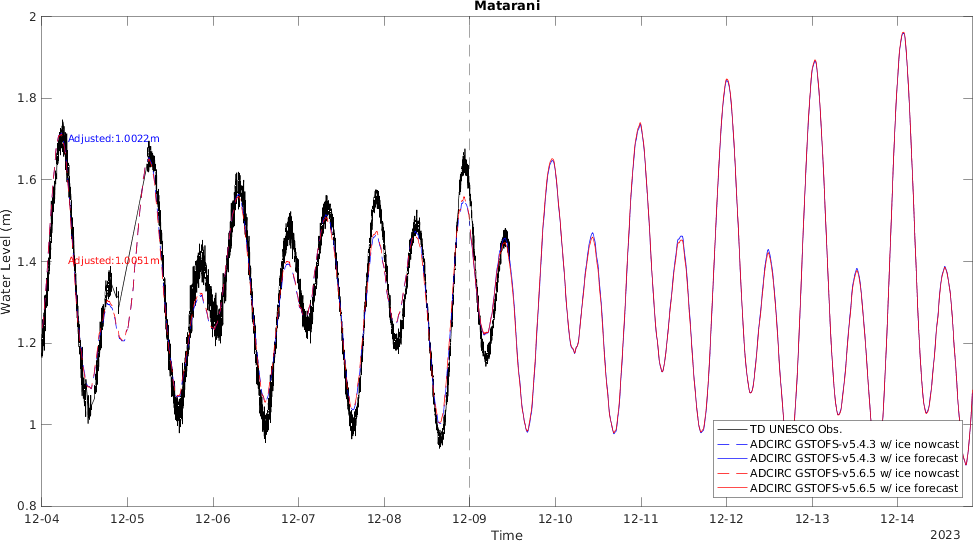 Matarani
2
1.8
1.6
1.4
1.2
1
0.8
Water Level (m)
Adjusted:1.0022m
Adjusted:1.0051m
TD UNESCO Obs.
ADCIRC GSTOFS-v5.4.3 w/ ice nowcast
ADCIRC GSTOFS-v5.4.3 w/ ice forecast
ADCIRC GSTOFS-v5.6.5 w/ ice nowcast
ADCIRC GSTOFS-v5.6.5 w/ ice forecast
12-04 12-05 12-06 12-07 12-08 12-09 12-10 12-11 12-12 12-13 12-14
Time
2023